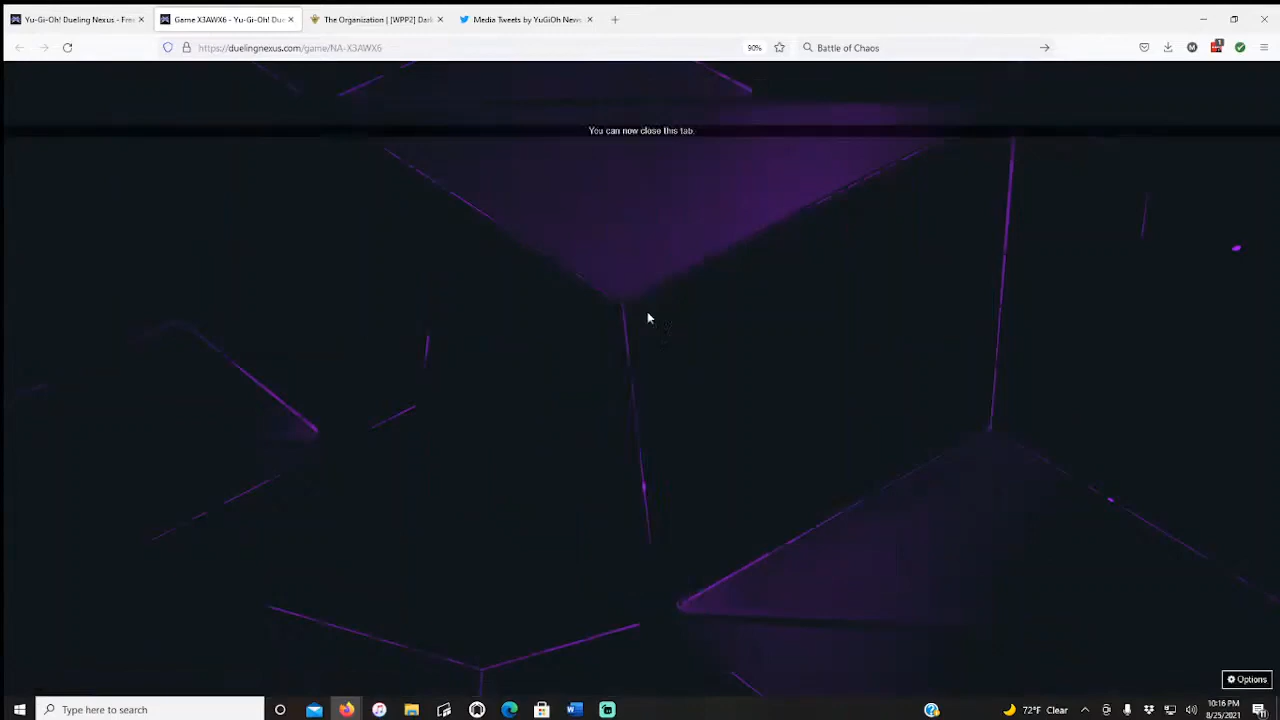 Yu-Gi-Oh! Dueling Nexus - Free
Game X3AWX6 - Yu-Gi-Oh! Due
The Organization | [WPP2] Dark
Media Tweets by YuGiOh News
https://duelingnexus.com/game/NA-X3AWX6
90%
Battle of Chaos
You can now close this tab.
Options
Type here to search
72°F Clear
10:16 PM
8/25/2021